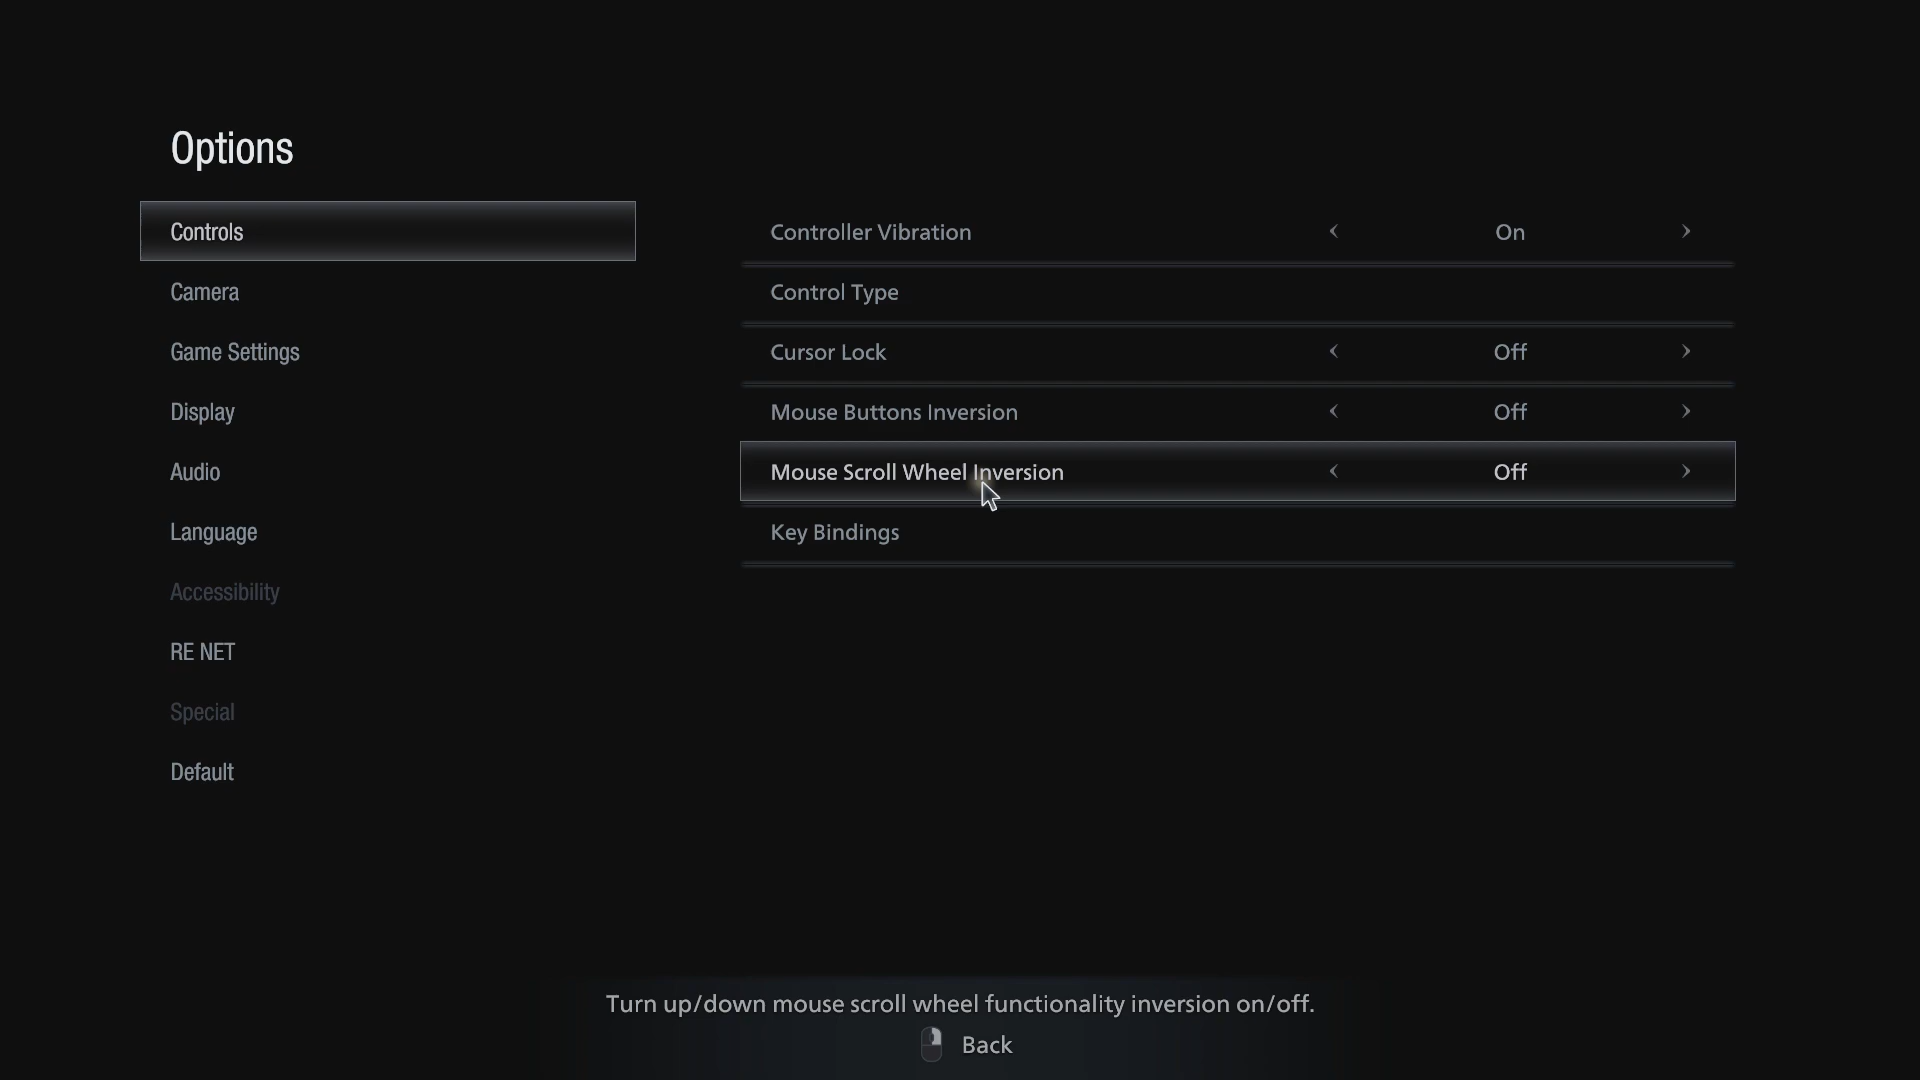 Options
Controls
Camera
Game Settings
Display
Audio
Language
Accessibility
RE NET
Special
Default
Controller Vibration On
Control Type
Cursor Lock Off
Mouse Buttons Inversion Off
Mouse Scroll Wheel Inversion Off
Key Bindings
Turn up/down mouse scroll wheel functionality inversion on/off.
Back